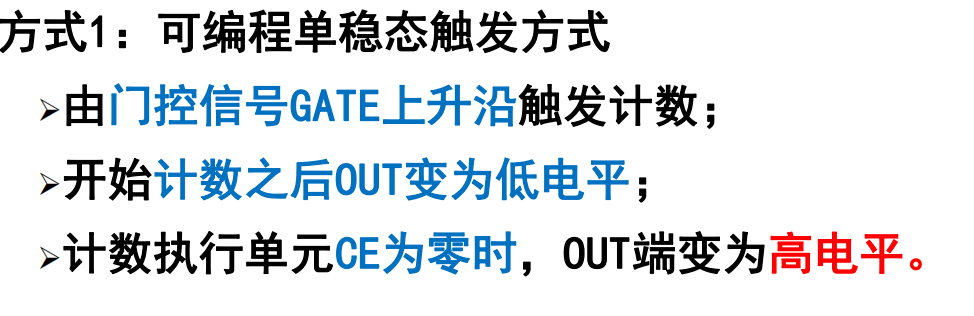 方式1：可编程单稳态触发方式
➢由门控信号GATE上升沿触发计数；
➢开始计数之后OUT变为低电平；
➢计数执行单元CE为零时，OUT端变为高电平。